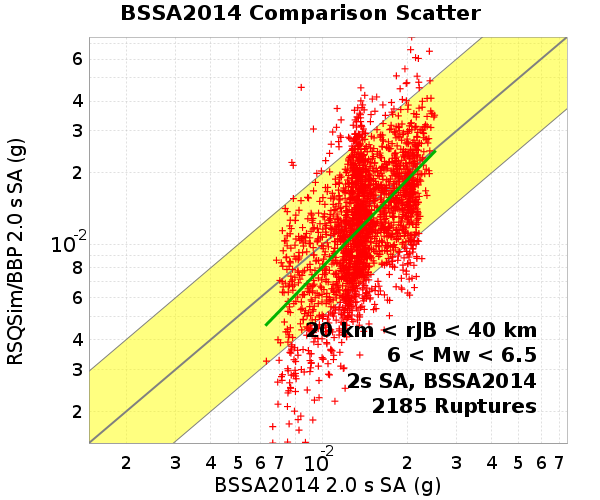 BSSA2014 Comparison Scatter
RSQSim/BBP 2.0 s SA (g)
6
4
3
2
10-2
8
6
4
3
2
20 km < rJB < 40 km
6 < Mw < 6.5
2s SA, BSSA2014
2185 Ruptures
2 3 4 5 6 7 10-2 2 3 4 5 6 7
BSSA2014 2.0 s SA (g)